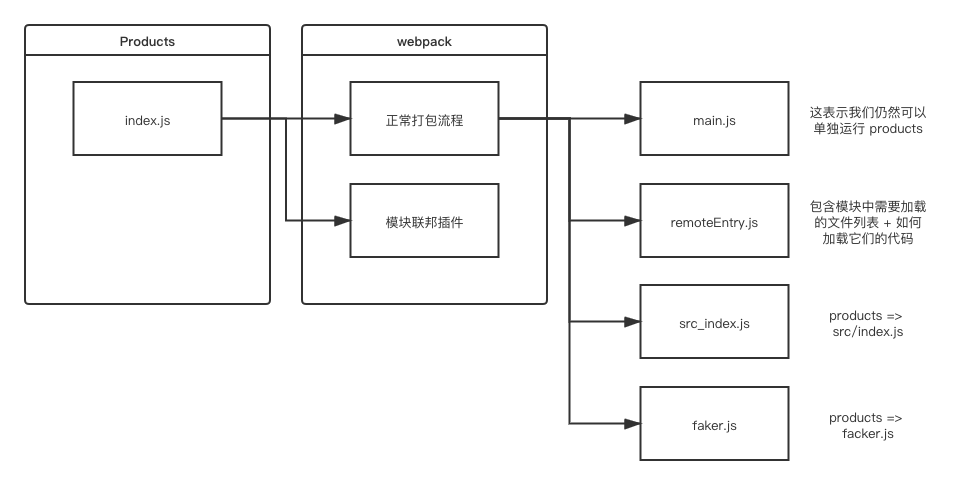 Products
webpack
index.js
正常打包流程
main.js
这表示我们仍然可以
单独运行 products
模块联邦插件
remoteEntry.js
包含模块中需要加载
的文件列表 + 如何
加载它们的代码
src_index.js
products =>
src/index.js
faker.js
products =>
facker.js